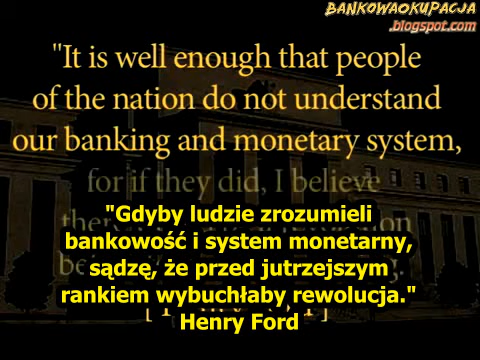 BANKOWAOKUPACJA
.blogspot.com
"It is well enough that people
of the nation do not understand
our banking and monetary system,
for if they did, I believe
"Gdyby ludzie zrozumieli
bankowość i system monetarny,
sądzę, że przed jutrzejszym
rankiem wybuchłaby rewolucja."
Henry Ford